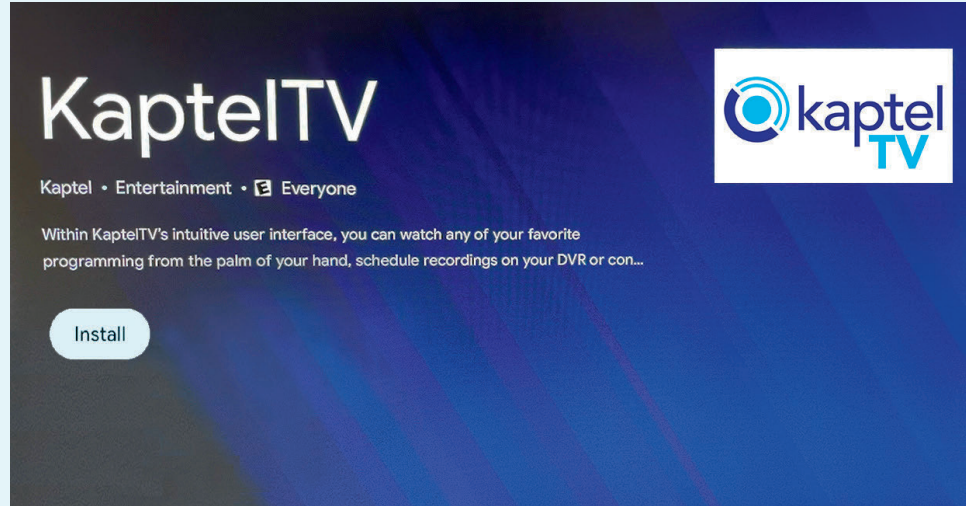 KaptelTV
Kaptel • Entertainment • E Everyone
Within KaptelTV's intuitive user interface, you can watch any of your favorite
programming from the palm of your hand, schedule recordings on your DVR or con...
Install
kaptel
TV